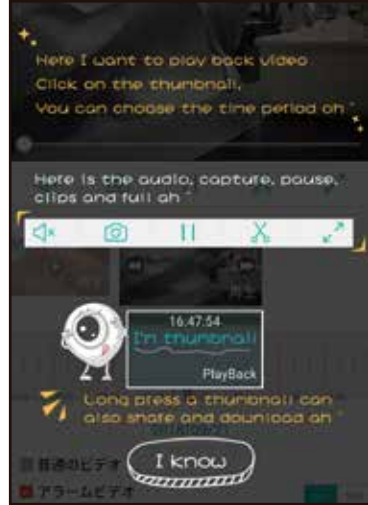 Here I want to play back video
Click on the thumbnail,
You can choose the time period oh~
Here is the audio, capture, pause,
clips and full ah~
16:47:54
I'm thumbnail
PlayBack
Long press a thumbnail can
also share and download ah~
I know
普通のビデオ
アラームビデオ